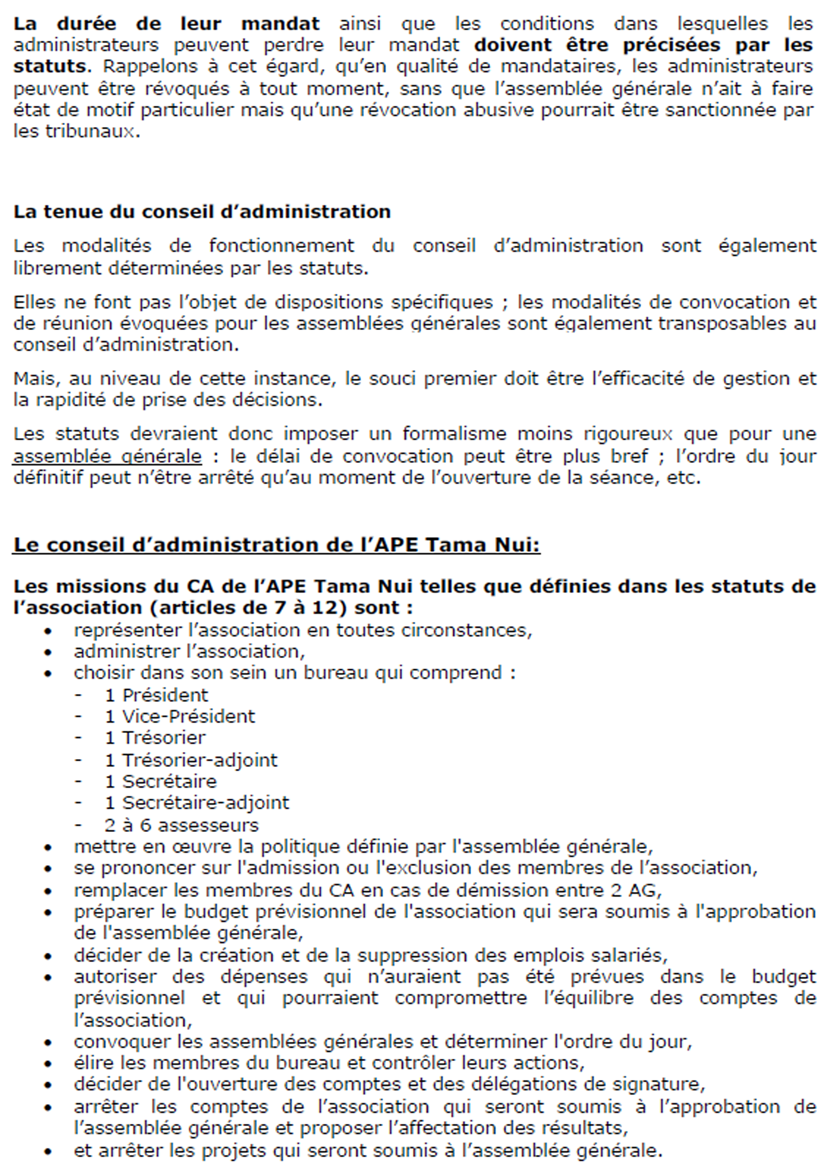 La durée de leur mandat ainsi que les conditions dans lesquelles les
administrateurs peuvent perdre leur mandat doivent être précisées par les
statuts. Rappelons à cet égard, qu’en qualité de mandataires, les administrateurs
peuvent être révoqués à tout moment, sans que l’assemblée générale n’ait à faire
état de motif particulier mais qu’une révocation abusive pourrait être sanctionnée par
les tribunaux.
La tenue du conseil d’administration
Les modalités de fonctionnement du conseil d’administration sont également
librement déterminées par les statuts.
Elles ne font pas l’objet de dispositions spécifiques ; les modalités de convocation et
de réunion évoquées pour les assemblées générales sont également transposables au
conseil d’administration.
Mais, au niveau de cette instance, le souci premier doit être l’efficacité de gestion et
la rapidité de prise des décisions.
Les statuts devraient donc imposer un formalisme moins rigoureux que pour une
assemblée générale : le délai de convocation peut être plus bref ; l’ordre du jour
définitif peut n’être arrêté qu’au moment de l’ouverture de la séance, etc.
Le conseil d’administration de l’APE Tama Nui:
Les missions du CA de l’APE Tama Nui telles que définies dans les statuts de
l’association (articles de 7 à 12) sont :
• représenter l’association en toutes circonstances,
• administrer l’association,
• choisir dans son sein un bureau qui comprend :
- 1 Président
- 1 Vice-Président
- 1 Trésorier
- 1 Trésorier-adjoint
- 1 Secrétaire
- 1 Secrétaire-adjoint
- 2 à 6 assesseurs
• mettre en œuvre la politique définie par l'assemblée générale,
• se prononcer sur l'admission ou l'exclusion des membres de l’association,
• remplacer les membres du CA en cas de démission entre 2 AG,
• préparer le budget prévisionnel de l'association qui sera soumis à l'approbation
de l'assemblée générale,
• décider de la création et de la suppression des emplois salariés,
• autoriser des dépenses qui n’auraient pas été prévues dans le budget
prévisionnel et qui pourraient compromettre l’équilibre des comptes de
l’association,
• convoquer les assemblées générales et déterminer l'ordre du jour,
• élire les membres du bureau et contrôler leurs actions,
• décider de l'ouverture des comptes et des délégations de signature,
• arrêter les comptes de l’association qui seront soumis à l’approbation de
l’assemblée générale et proposer l’affectation des résultats,
• et arrêter les projets qui seront soumis à l’assemblée générale.